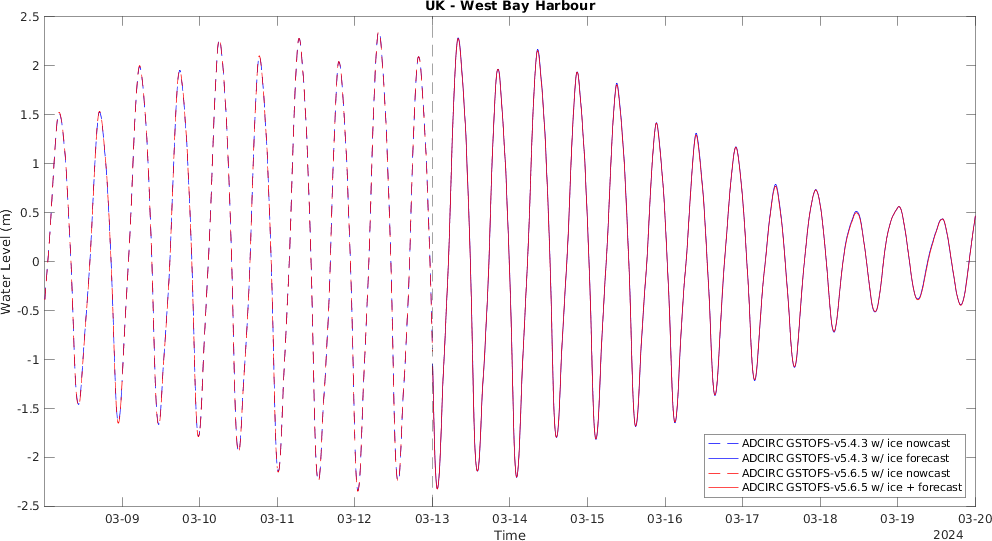 UK - West Bay Harbour
Water Level (m)
2.5
2
1.5
1
0.5
0
-0.5
-1
-1.5
-2
-2.5
ADCIRC GSTOFS-v5.4.3 w/ ice nowcast
ADCIRC GSTOFS-v5.4.3 w/ ice forecast
ADCIRC GSTOFS-v5.6.5 w/ ice nowcast
ADCIRC GSTOFS-v5.6.5 w/ ice + forecast
03-09 03-10 03-11 03-12 03-13 03-14 03-15 03-16 03-17 03-18 03-19 03-20
Time
2024